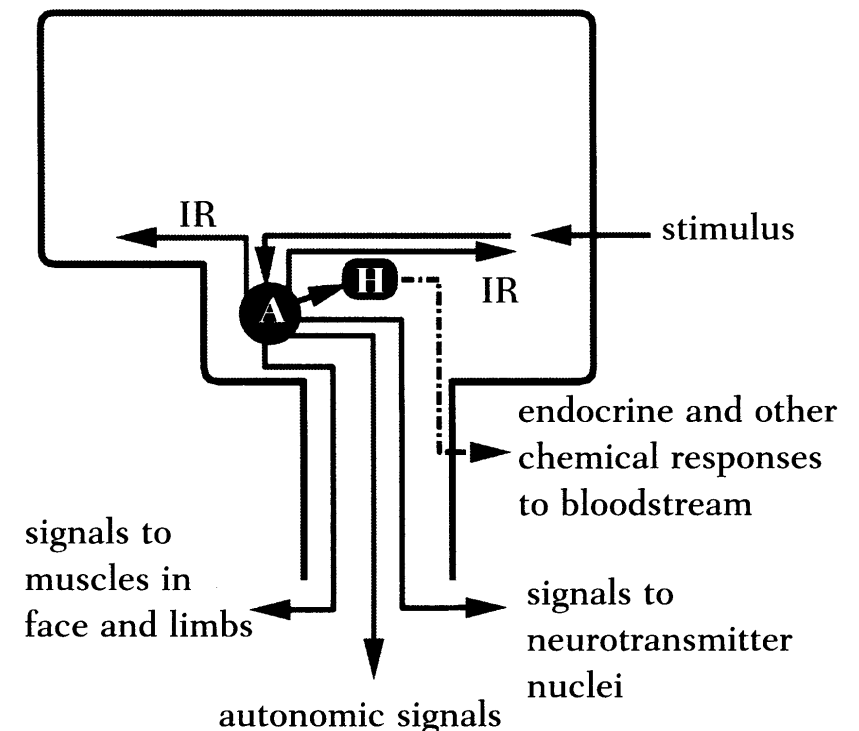 IR
stimulus
H
IR
A
endocrine and other
chemical responses
to bloodstream
signals to
muscles in
face and limbs
signals to
neurotransmitter
nuclei
autonomic signals